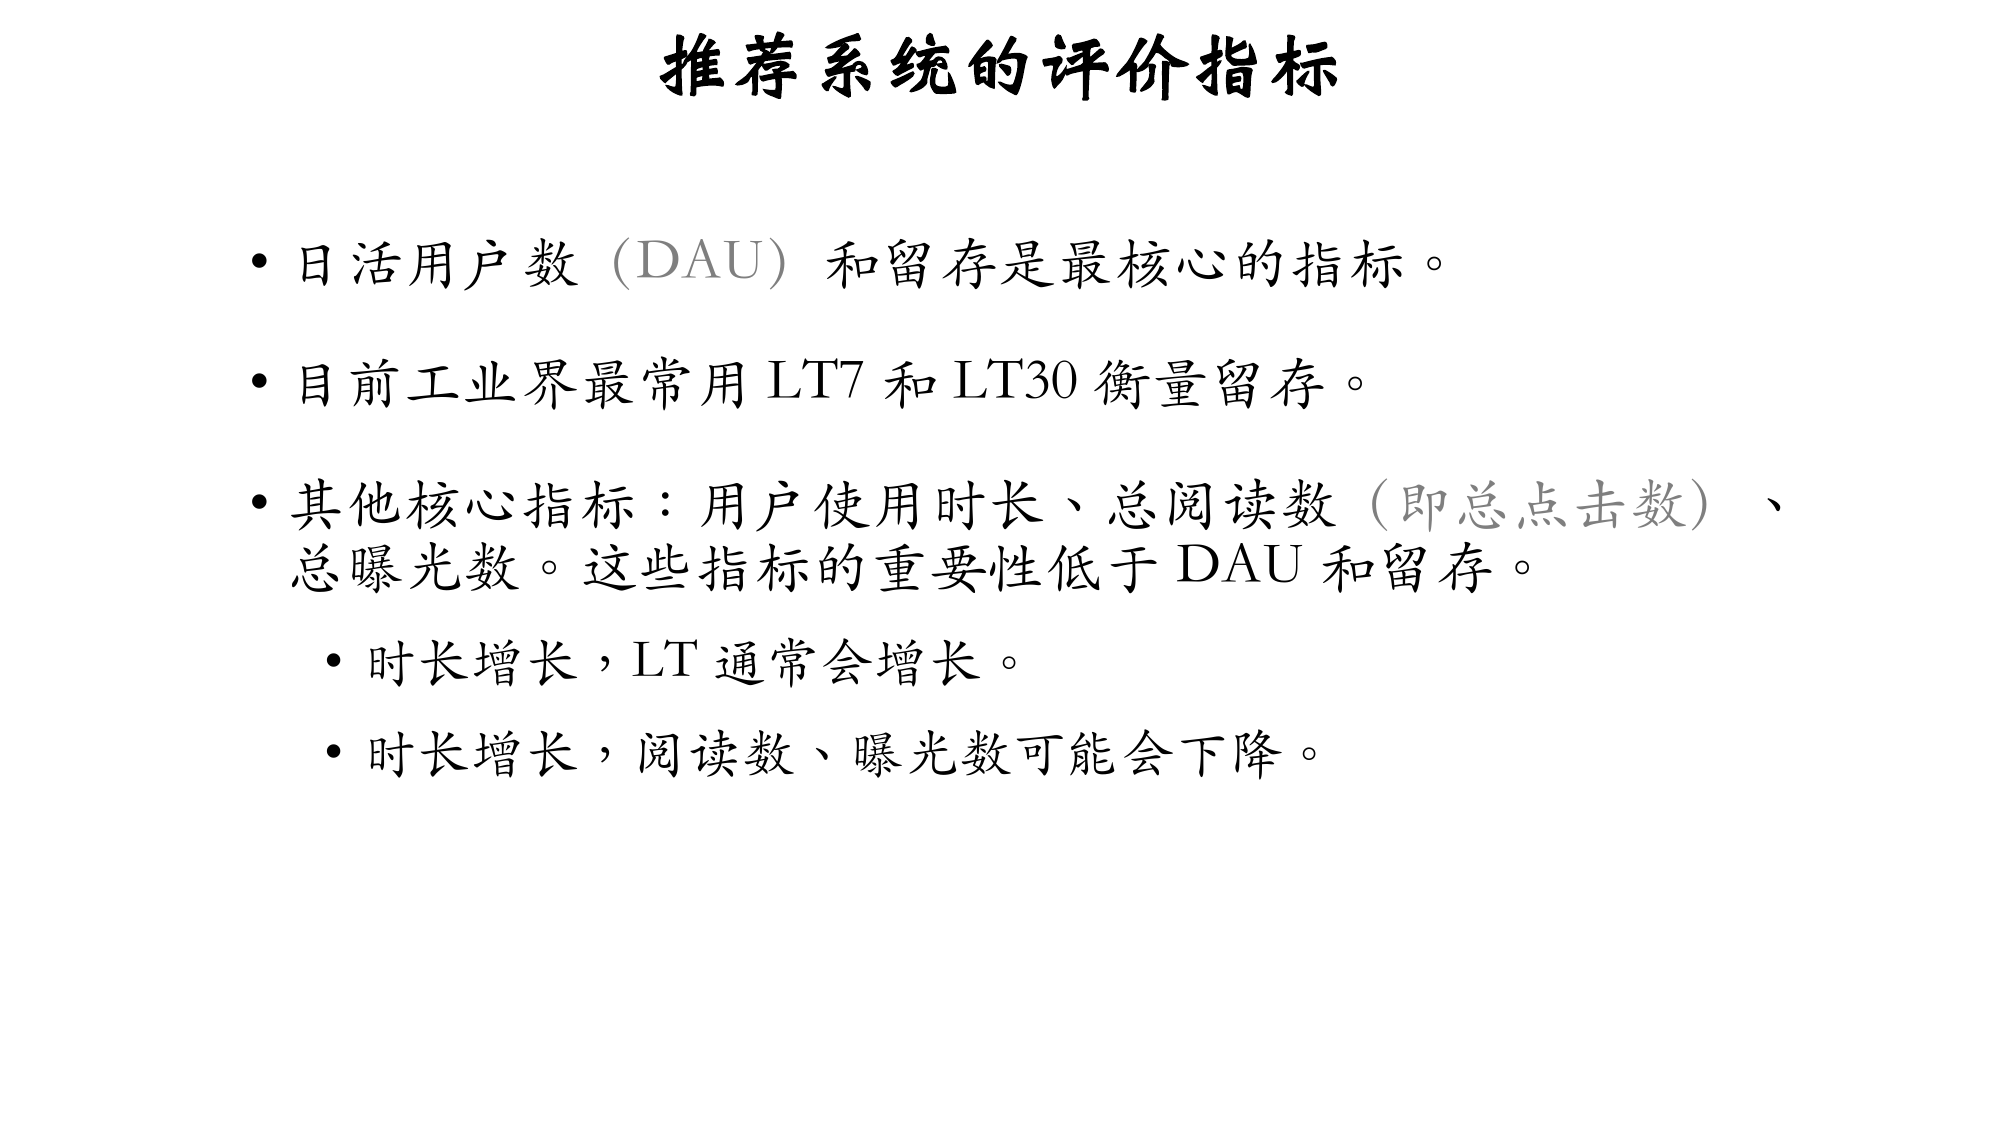 推荐系统的评价指标
• 日活用户数（DAU）和留存是最核心的指标。
• 目前工业界最常用 LT7 和 LT30 衡量留存。
• 其他核心指标：用户使用时长、总阅读数（即总点击数）、
总曝光数。这些指标的重要性低于 DAU 和留存。
• 时长增长，LT 通常会增长。
• 时长增长，阅读数、曝光数可能会下降。